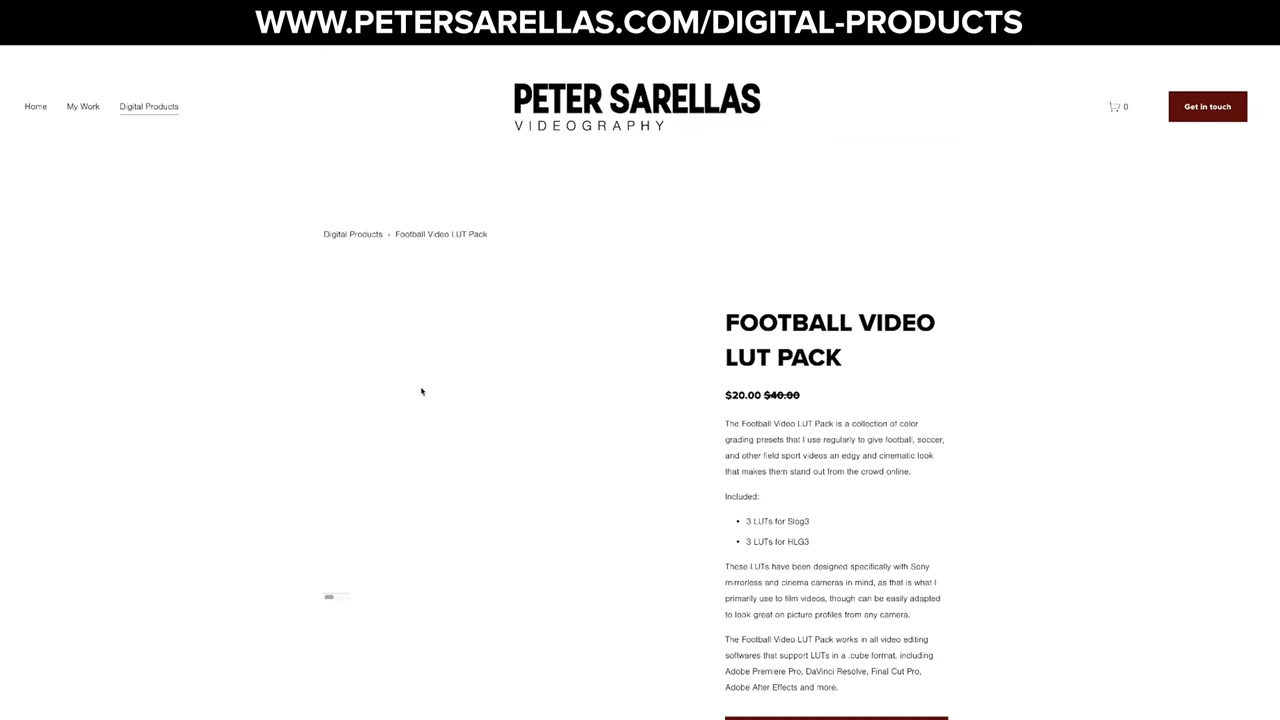 WWW.PETERSARELLAS.COM/DIGITAL-PRODUCTS
Home My Work Digital Products
PETER SARELLAS
VIDEOGRAPHY
0
Get in touch
Digital Products › Football Video LUT Pack
FOOTBALL VIDEO
LUT PACK
$20.00 $40.00
The Football Video LUT Pack is a collection of color
grading presets that I use regularly to give football, soccer,
and other field sport videos an edgy and cinematic look
that makes them stand out from the crowd online.
Included:
• 3 LUTs for Slog3
• 3 LUTs for HLG3
These LUTs have been designed specifically with Sony
mirrorless and cinema cameras in mind, as that is what I
primarily use to film videos, though can be easily adapted
to look great on picture profiles from any camera.
The Football Video LUT Pack works in all video editing
softwares that support LUTs in a .cube format, including
Adobe Premiere Pro, DaVinci Resolve, Final Cut Pro,
Adobe After Effects and more.